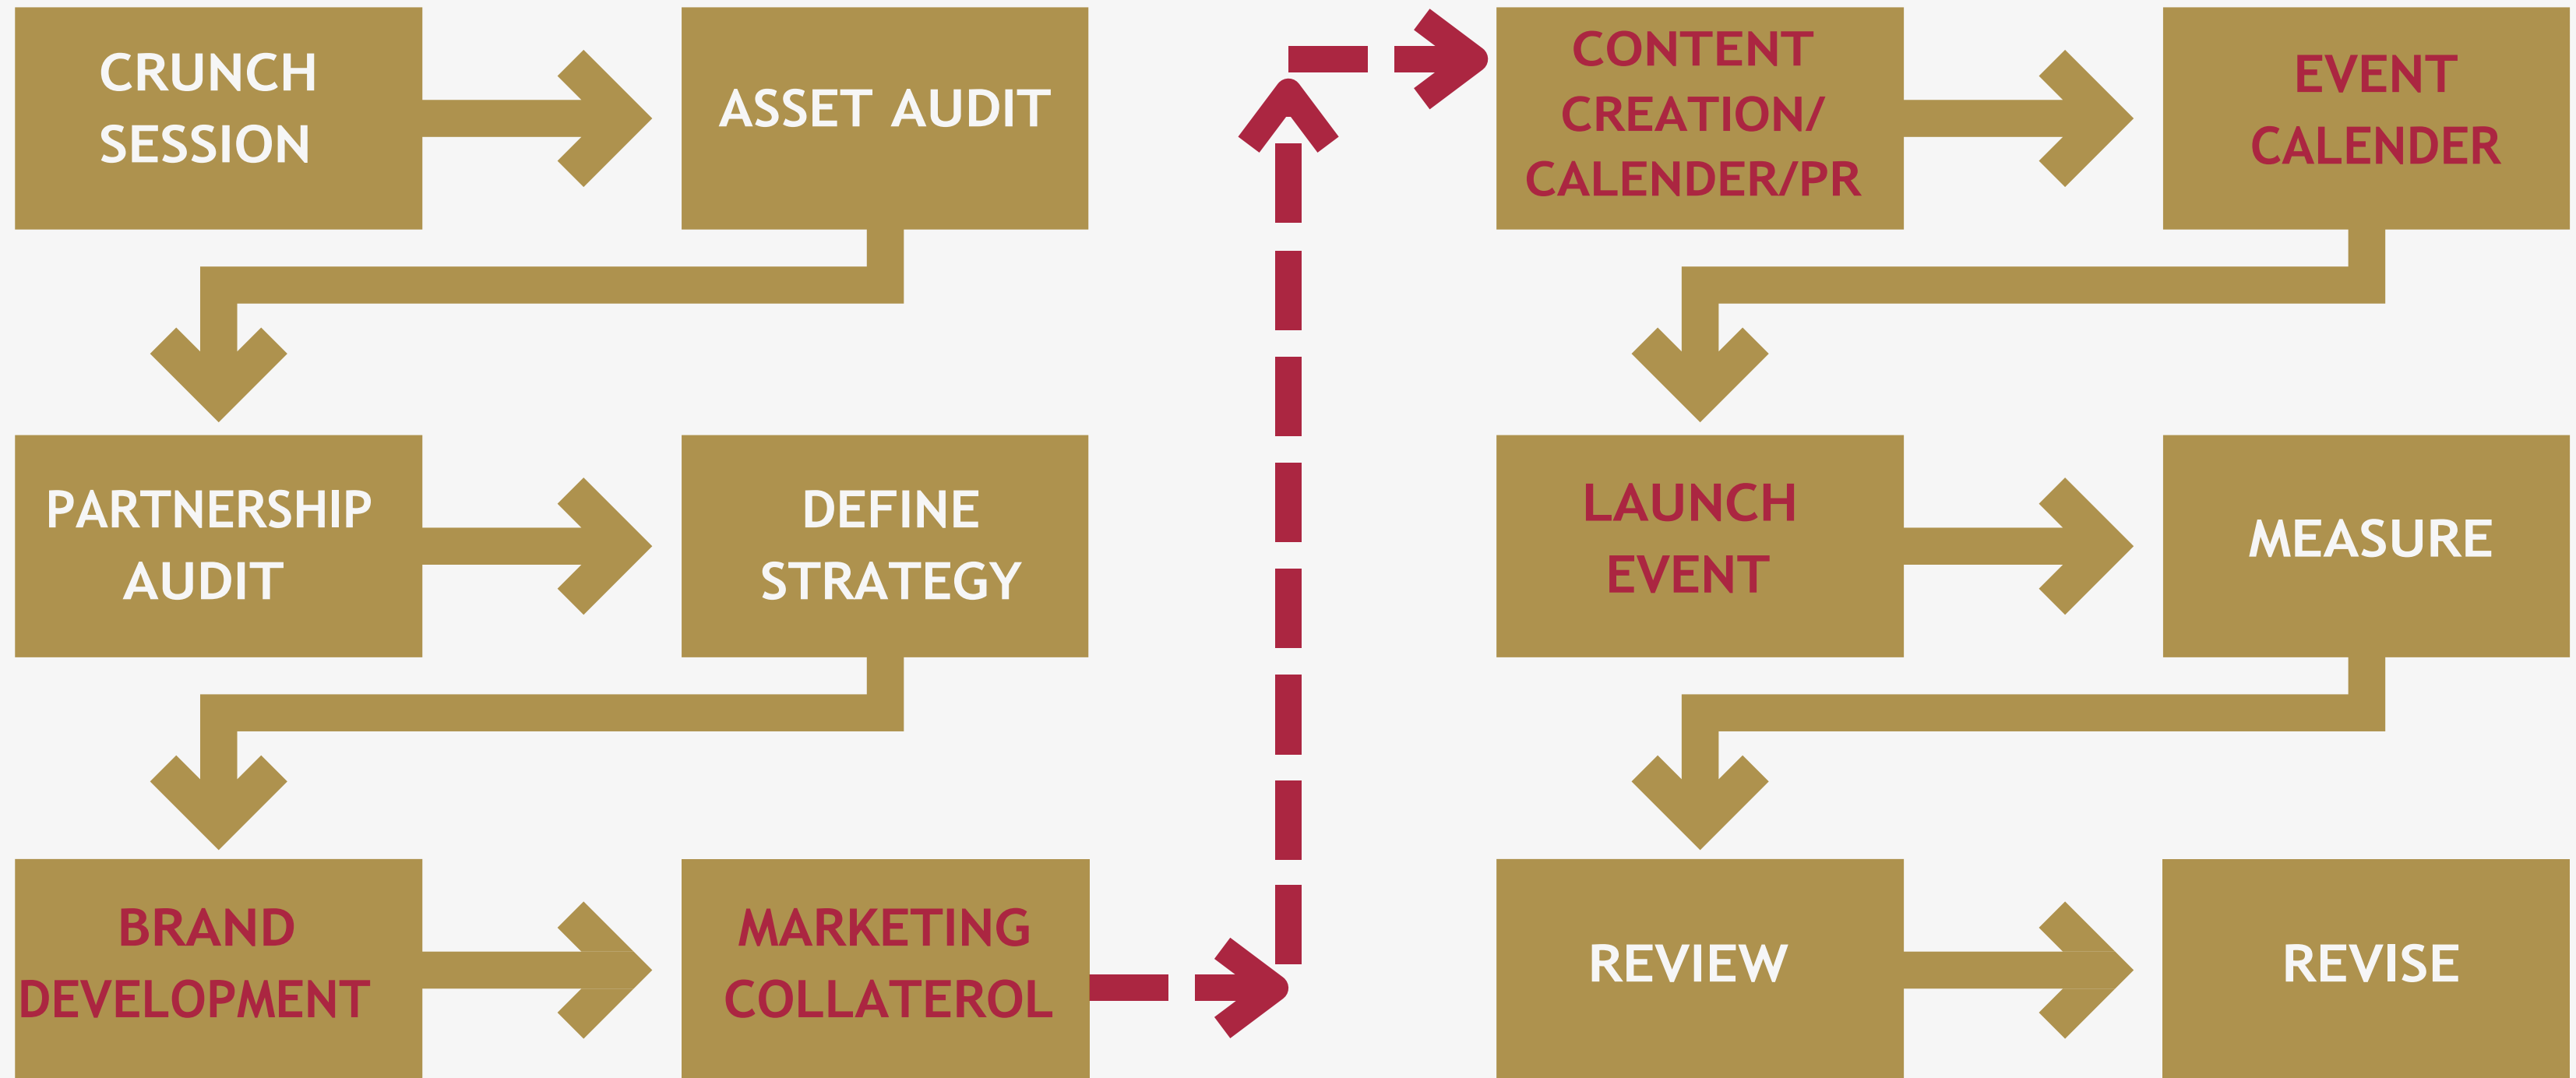 CRUNCH
SESSION
ASSET AUDIT
PARTNERSHIP
AUDIT
DEFINE
STRATEGY
BRAND
DEVELOPMENT
MARKETING
COLLATEROL
CONTENT
CREATION/
CALENDER/PR
EVENT
CALENDER
LAUNCH
EVENT
MEASURE
REVIEW
REVISE